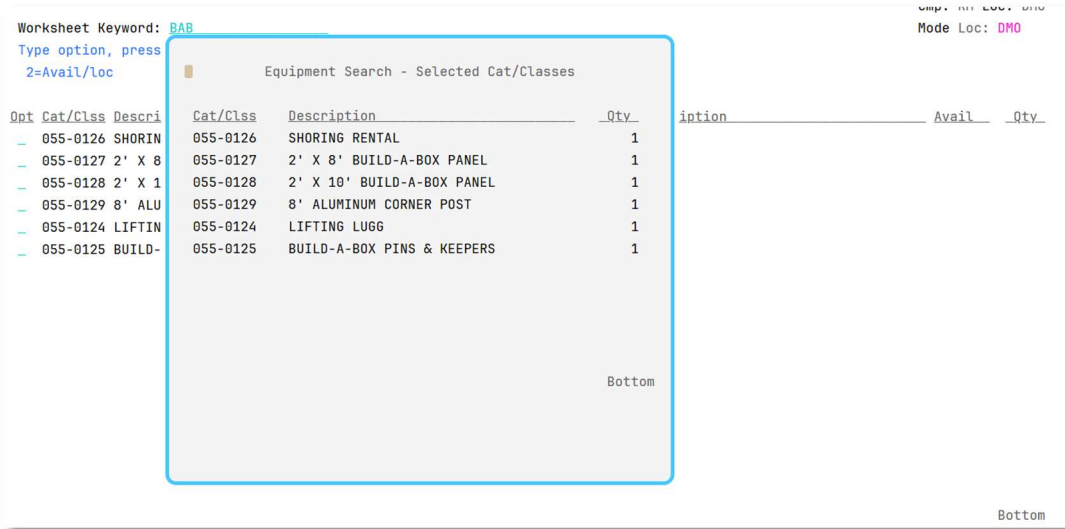 Loc:
Worksheet Keyword: BAB
Mode Loc: DMO
Type option, press
2=Avail/loc
Equipment Search - Selected Cat/Classes
Opt Cat/Clss Descri
Cat/Clss Description Qty
iption Avail Qty
055-0126 SHORIN
055-0126 SHORING RENTAL 1
055-0127 2' X 8
055-0127 2' X 8' BUILD-A-BOX PANEL 1
055-0128 2' X 1
055-0128 2' X 10' BUILD-A-BOX PANEL 1
055-0129 8' ALU
055-0129 8' ALUMINUM CORNER POST 1
055-0124 LIFTIN
055-0124 LIFTING LUGG 1
055-0125 BUILD-
055-0125 BUILD-A-BOX PINS & KEEPERS 1
Bottom
Bottom